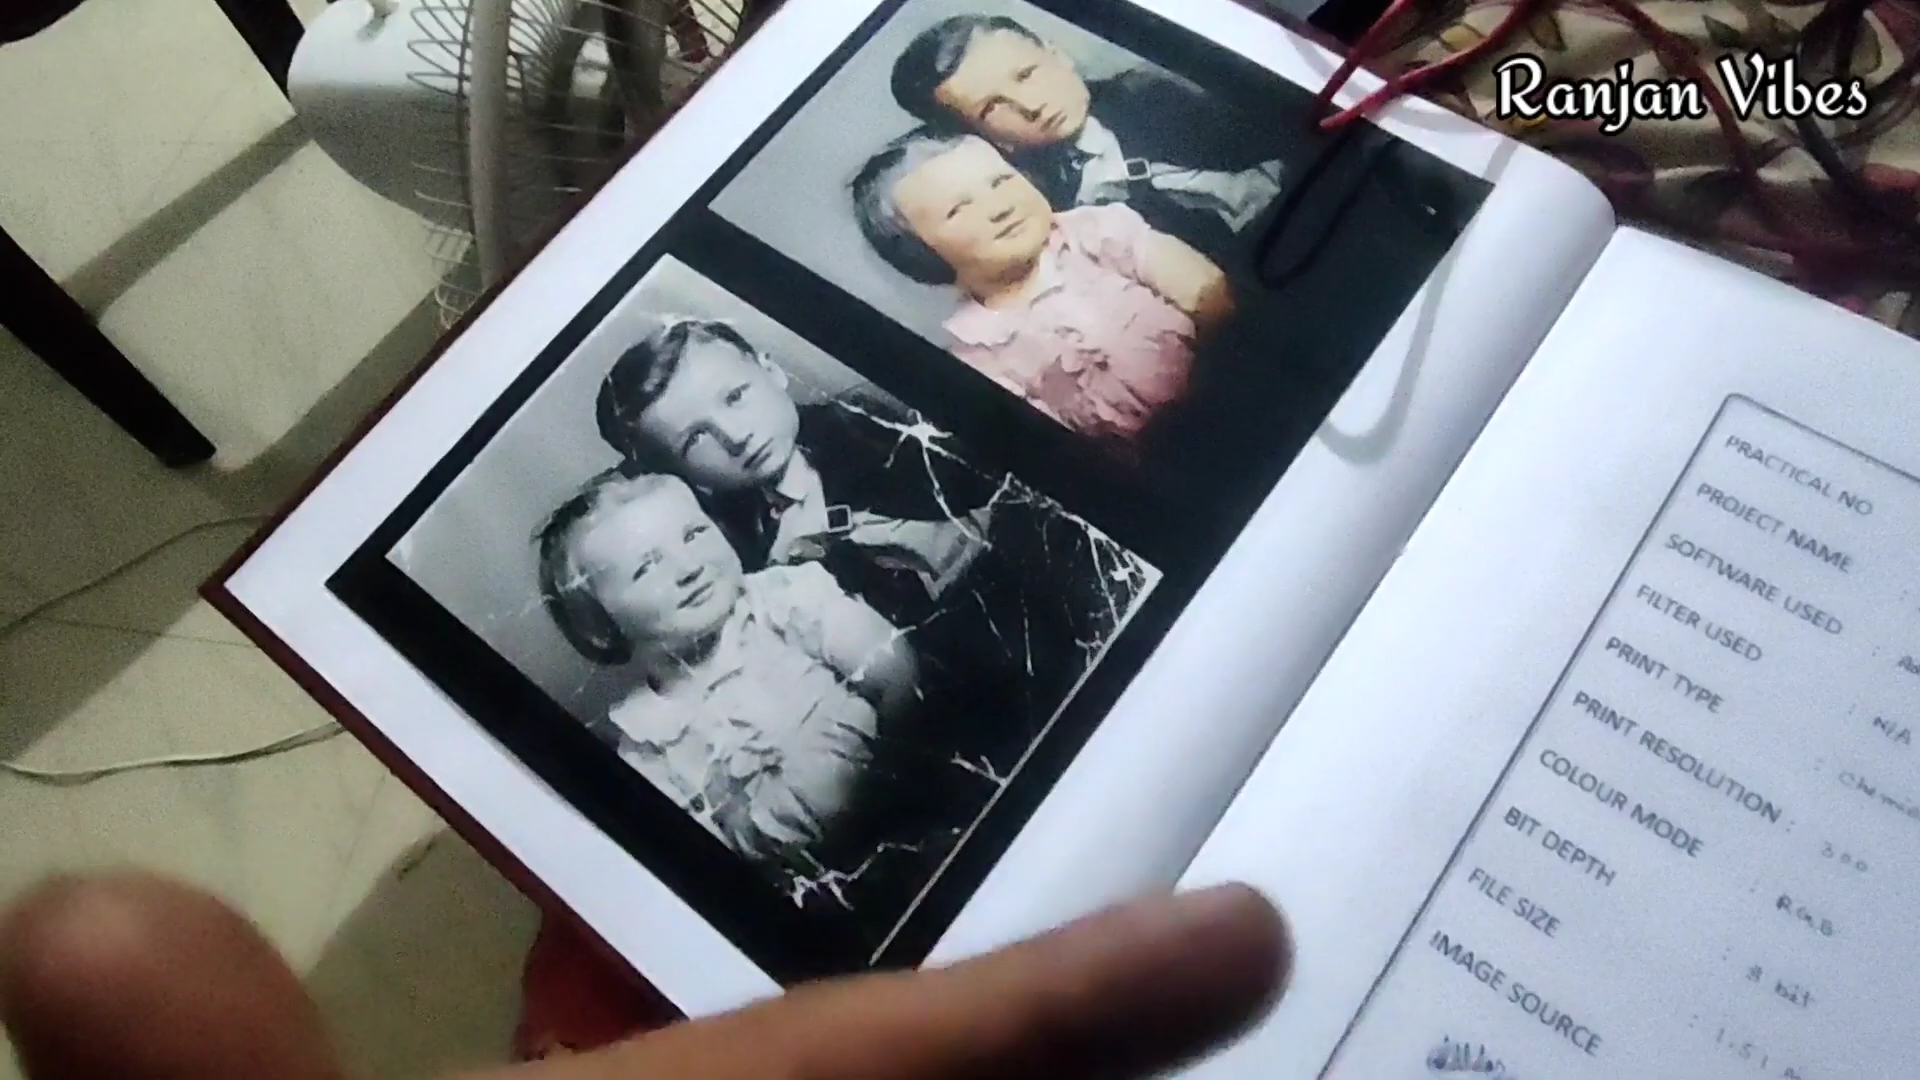 Ranjan Vibes
PRACTICAL NO
PROJECT NAME
SOFTWARE USED :
FILTER USED : N/A
PRINT TYPE :
PRINT RESOLUTION : 300
COLOUR MODE : RGB
BIT DEPTH : 8 bit
FILE SIZE : 1.51
IMAGE SOURCE